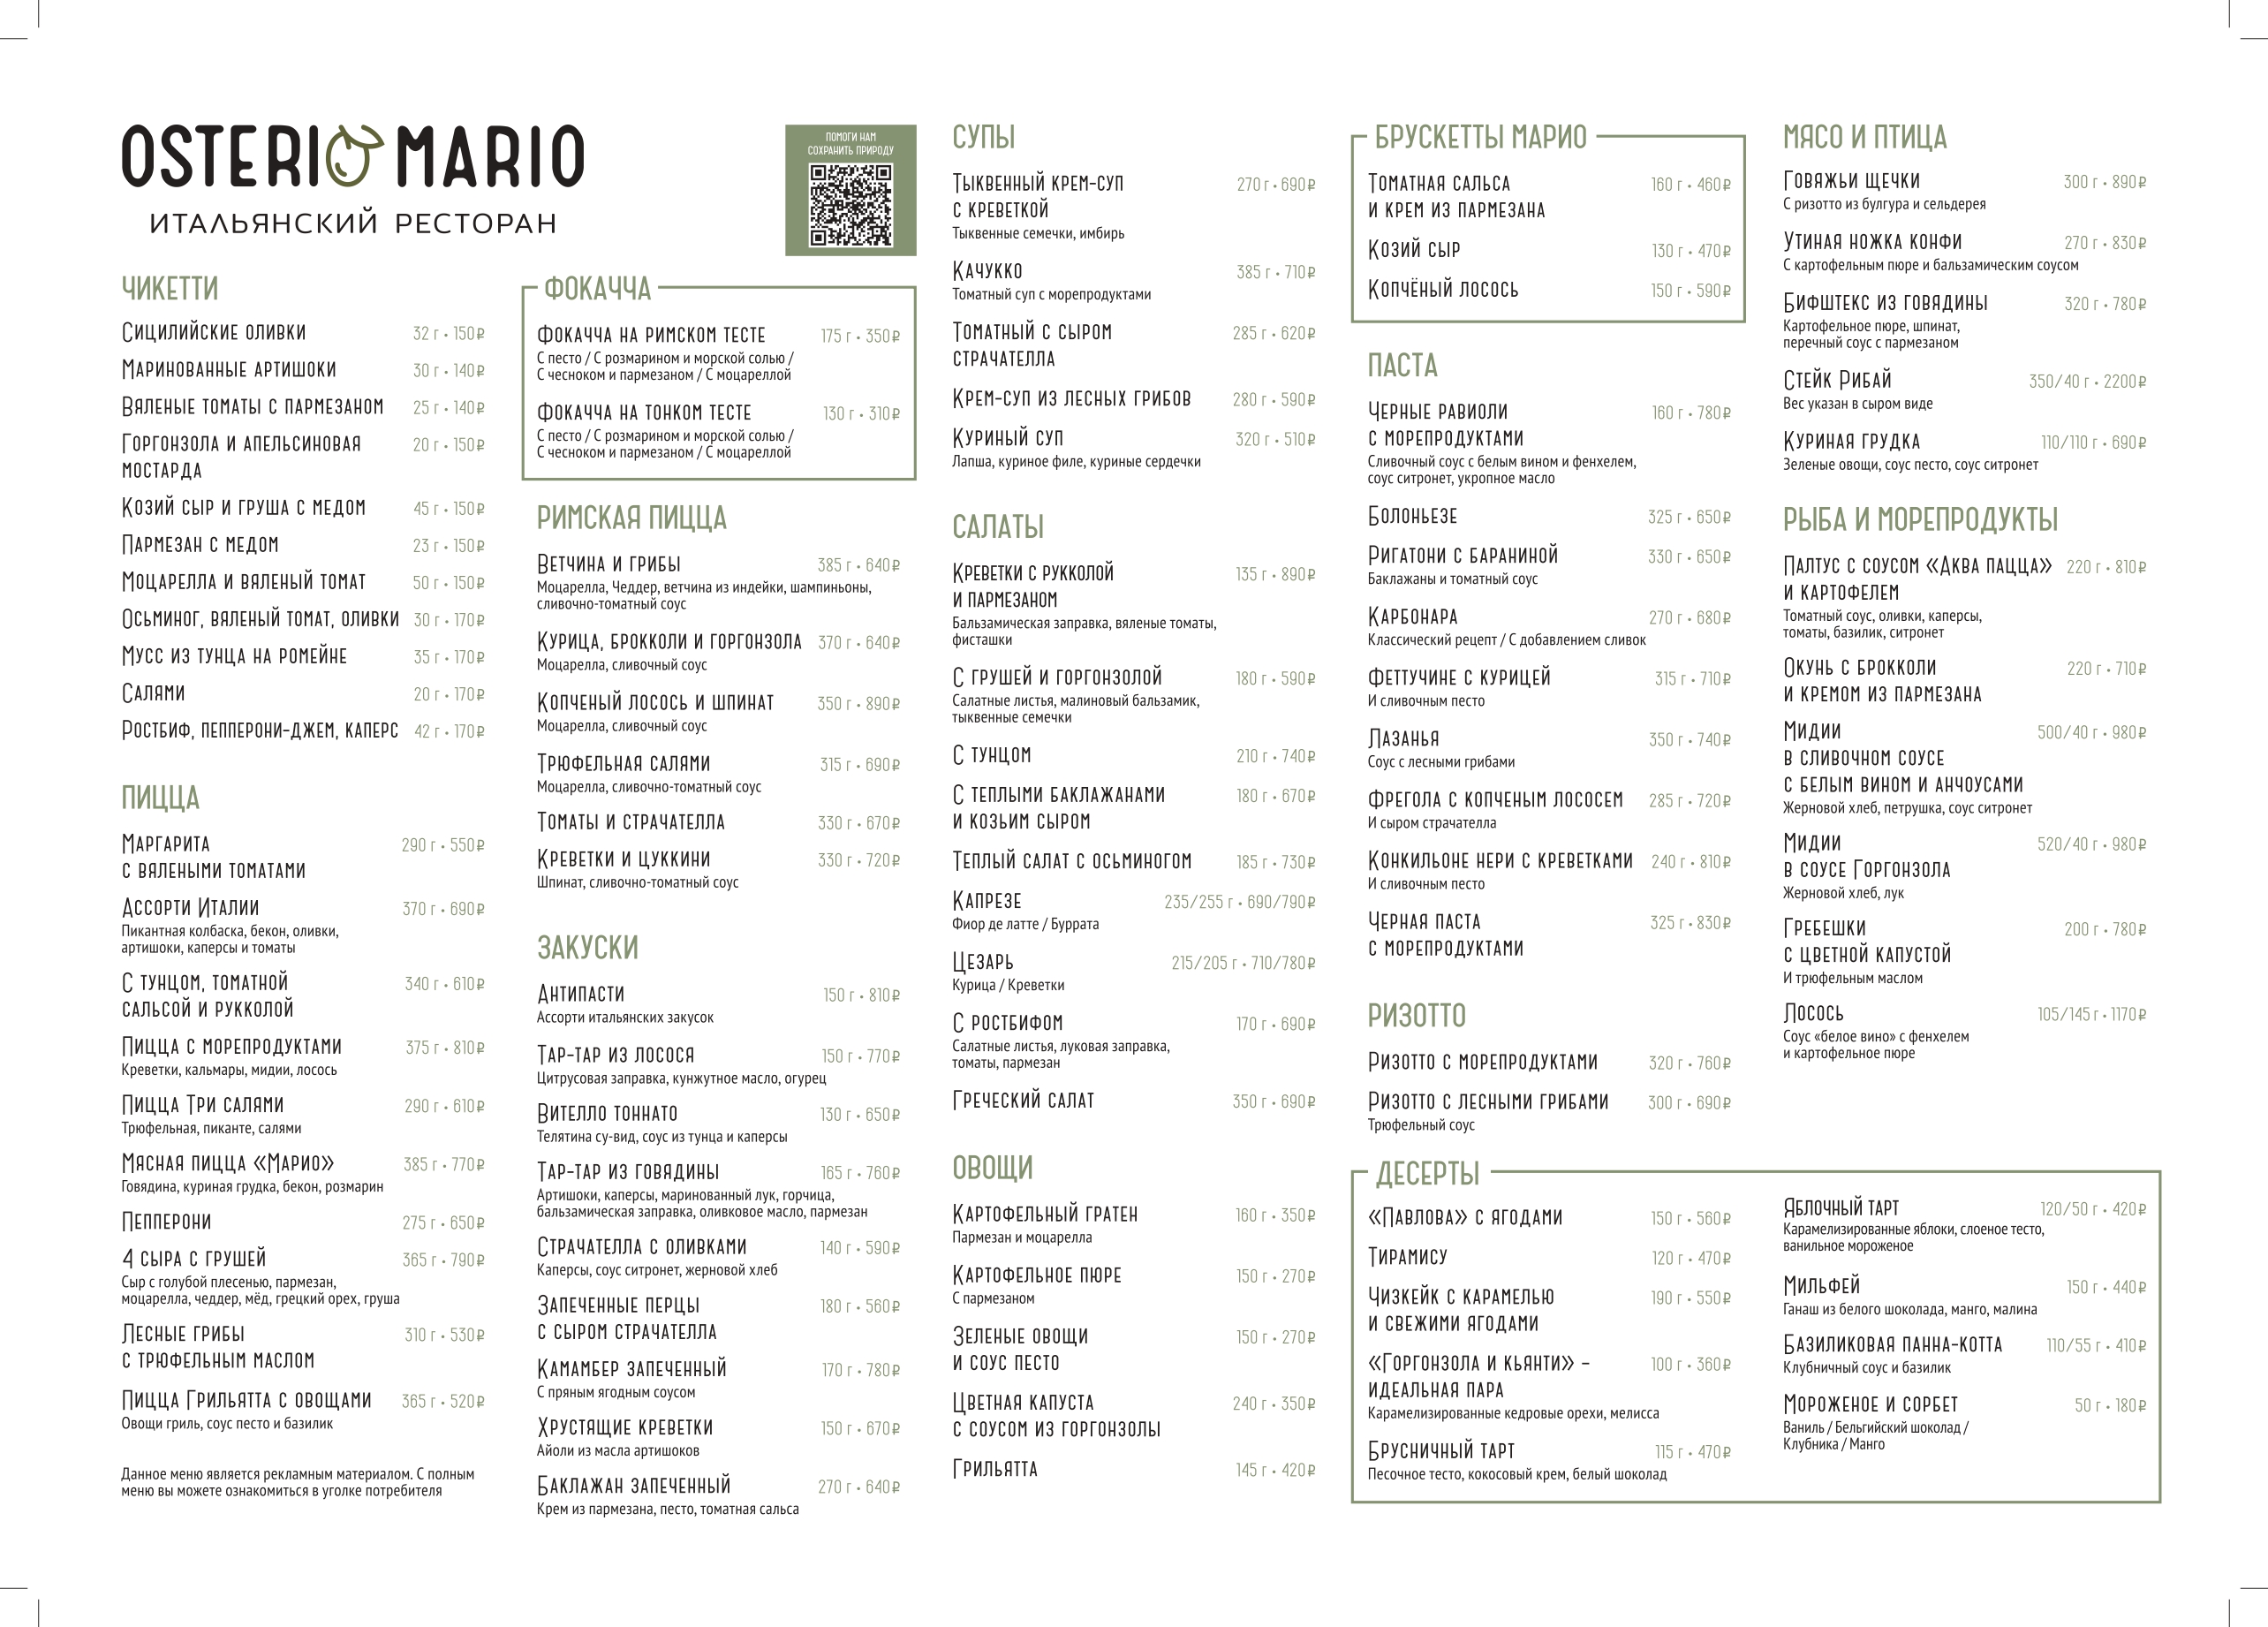 OSTERIO MARIO
ИТАЛЬЯНСКИЙ РЕСТОРАН
ПОМОГИ НАМ
СОХРАНИТЬ ПРИРОДУ
ЧИКЕТТИ
Сицилийские оливки 32 г • 150₽
Маринованные артишоки 30 г • 140₽
Вяленые томаты с пармезаном 25 г • 140₽
Горгонзола и апельсиновая 20 г • 150₽
мостарда
Козий сыр и груша с медом 45 г • 150₽
Пармезан с медом 23 г • 150₽
Моцарелла и вяленый томат 50 г • 150₽
Осьминог, вяленый томат, оливки 30 г • 170₽
Мусс из тунца на ромейне 35 г • 170₽
Салями 20 г • 170₽
Ростбиф, пепперони-джем, каперс 42 г • 170₽
ПИЦЦА
Маргарита 290 г • 550₽
с вялеными томатами
Ассорти Италии 370 г • 690₽
Пикантная колбаска, бекон, оливки,
артишоки, каперсы и томаты
С тунцом, томатной 340 г • 610₽
сальсой и рукколой
Пицца с морепродуктами 375 г • 810₽
Креветки, кальмары, мидии, лосось
Пицца Три салями 290 г • 610₽
Трюфельная, пиканте, салями
Мясная пицца «Марио» 385 г • 770₽
Говядина, куриная грудка, бекон, розмарин
Пепперони 275 г • 650₽
4 сыра с грушей 365 г • 790₽
Сыр с голубой плесенью, пармезан,
моцарелла, чеддер, мёд, грецкий орех, груша
Лесные грибы 310 г • 530₽
с трюфельным маслом
Пицца Грильятта с овощами 365 г • 520₽
Овощи гриль, соус песто и базилик
Данное меню является рекламным материалом. С полным
меню вы можете ознакомиться в уголке потребителя
ФОКАЧЧА
Фокачча на римском тесте 175 г • 350₽
С песто / С розмарином и морской солью /
С чесноком и пармезаном / С моцареллой
Фокачча на тонком тесте 130 г • 310₽
С песто / С розмарином и морской солью /
С чесноком и пармезаном / С моцареллой
РИМСКАЯ ПИЦЦА
Ветчина и грибы 385 г • 640₽
Моцарелла, Чеддер, ветчина из индейки, шампиньоны,
сливочно-томатный соус
Курица, брокколи и горгонзола 370 г • 640₽
Моцарелла, сливочный соус
Копченый лосось и шпинат 350 г • 890₽
Моцарелла, сливочный соус
Трюфельная салями 315 г • 690₽
Моцарелла, сливочно-томатный соус
Томаты и страчателла 330 г • 670₽
Креветки и цуккини 330 г • 720₽
Шпинат, сливочно-томатный соус
ЗАКУСКИ
Антипасти 150 г • 810₽
Ассорти итальянских закусок
Тар-тар из лосося 150 г • 770₽
Цитрусовая заправка, кунжутное масло, огурец
Вителло тоннато 130 г • 650₽
Телятина су-вид, соус из тунца и каперсы
Тар-тар из говядины 165 г • 760₽
Артишоки, каперсы, маринованный лук, горчица,
бальзамическая заправка, оливковое масло, пармезан
Страчателла с оливками 140 г • 590₽
Каперсы, соус ситронет, жерновой хлеб
Запеченные перцы 180 г • 560₽
с сыром страчателла
Камамбер запеченный 170 г • 780₽
С пряным ягодным соусом
Хрустящие креветки 150 г • 670₽
Айоли из масла артишоков
Баклажан запеченный 270 г • 640₽
Крем из пармезана, песто, томатная сальса
СУПЫ
Тыквенный крем-суп 270 г • 690₽
с креветкой
Тыквенные семечки, имбирь
Качукко 385 г • 710₽
Томатный суп с морепродуктами
Томатный с сыром 285 г • 620₽
страчателла
Крем-суп из лесных грибов 280 г • 590₽
Куриный суп 320 г • 510₽
Лапша, куриное филе, куриные сердечки
САЛАТЫ
Креветки с рукколой 135 г • 890₽
и пармезаном
Бальзамическая заправка, вяленые томаты,
фисташки
С грушей и горгонзолой 180 г • 590₽
Салатные листья, малиновый бальзамик,
тыквенные семечки
С тунцом 210 г • 740₽
С теплыми баклажанами 180 г • 670₽
и козьим сыром
Теплый салат с осьминогом 185 г • 730₽
Капрезе 235/255 г • 690/790₽
Фиор де латте / Буррата
Цезарь 215/205 г • 710/780₽
Курица / Креветки
С ростбифом 170 г • 690₽
Салатные листья, луковая заправка,
томаты, пармезан
Греческий салат 350 г • 690₽
ОВОЩИ
Картофельный гратен 160 г • 350₽
Пармезан и моцарелла
Картофельное пюре 150 г • 270₽
С пармезаном
Зеленые овощи 150 г • 270₽
и соус песто
Цветная капуста 240 г • 350₽
с соусом из горгонзолы
Грильятта 145 г • 420₽
БРУСКЕТТЫ МАРИО
Томатная сальса 160 г • 460₽
и крем из пармезана
Козий сыр 130 г • 470₽
Копчёный лосось 150 г • 590₽
ПАСТА
Черные равиоли 160 г • 780₽
с морепродуктами
Сливочный соус с белым вином и фенхелем,
соус ситронет, укропное масло
Болоньезе 325 г • 650₽
Ригатони с бараниной 330 г • 650₽
Баклажаны и томатный соус
Карбонара 270 г • 680₽
Классический рецепт / С добавлением сливок
Феттучине с курицей 315 г • 710₽
И сливочным песто
Лазанья 350 г • 740₽
Соус с лесными грибами
Фрегола с копченым лососем 285 г • 720₽
И сыром страчателла
Конкильоне нери с креветками 240 г • 810₽
И сливочным песто
Черная паста 325 г • 830₽
с морепродуктами
РИЗОТТО
Ризотто с морепродуктами 320 г • 760₽
Ризотто с лесными грибами 300 г • 690₽
Трюфельный соус
МЯСО И ПТИЦА
Говяжьи щечки 300 г • 890₽
С ризотто из булгура и сельдерея
Утиная ножка конфи 270 г • 830₽
С картофельным пюре и бальзамическим соусом
Бифштекс из говядины 320 г • 780₽
Картофельное пюре, шпинат,
перечный соус с пармезаном
Стейк Рибай 350/40 г • 2200₽
Вес указан в сыром виде
Куриная грудка 110/110 г • 690₽
Зеленые овощи, соус песто, соус ситронет
РЫБА И МОРЕПРОДУКТЫ
Палтус с соусом «Аква пацца» 220 г • 810₽
и картофелем
Томатный соус, оливки, каперсы,
томаты, базилик, ситронет
Окунь с брокколи 220 г • 710₽
и кремом из пармезана
Мидии 500/40 г • 980₽
в сливочном соусе
с белым вином и анчоусами
Жерновой хлеб, петрушка, соус ситронет
Мидии 520/40 г • 980₽
в соусе Горгонзола
Жерновой хлеб, лук
Гребешки 200 г • 780₽
с цветной капустой
И трюфельным маслом
Лосось 105/145 г • 1170₽
Соус «белое вино» с фенхелем
и картофельное пюре
ДЕСЕРТЫ
«Павлова» с ягодами 150 г • 560₽
Тирамису 120 г • 470₽
Чизкейк с карамелью 190 г • 550₽
и свежими ягодами
«Горгонзола и кьянти» – 100 г • 360₽
идеальная пара
Карамелизированные кедровые орехи, мелисса
Брусничный тарт 115 г • 470₽
Песочное тесто, кокосовый крем, белый шоколад
Яблочный тарт 120/50 г • 420₽
Карамелизированные яблоки, слоеное тесто,
ванильное мороженое
Мильфей 150 г • 440₽
Ганаш из белого шоколада, манго, малина
Базиликовая панна-котта 110/55 г • 410₽
Клубничный соус и базилик
Мороженое и сорбет 50 г • 180₽
Ваниль / Бельгийский шоколад /
Клубника / Манго